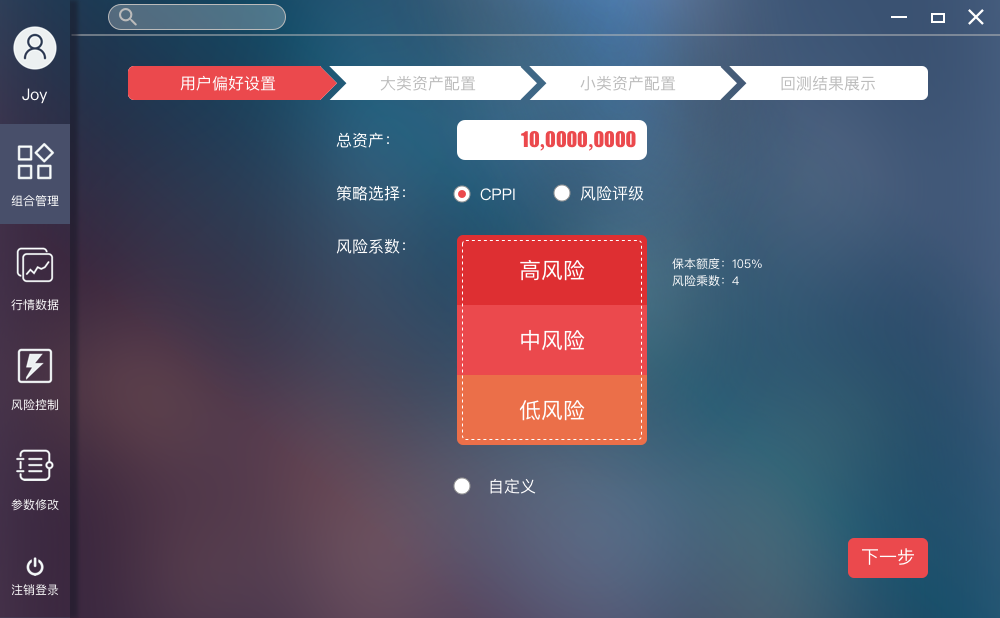 Joy
组合管理
行情数据
风险控制
参数修改
注销登录
用户偏好设置
大类资产配置
小类资产配置
回测结果展示
总资产：
10,0000,0000
策略选择：
CPPI
风险评级
风险系数：
高风险
中风险
低风险
保本额度：105%
风险乘数：4
自定义
下一步